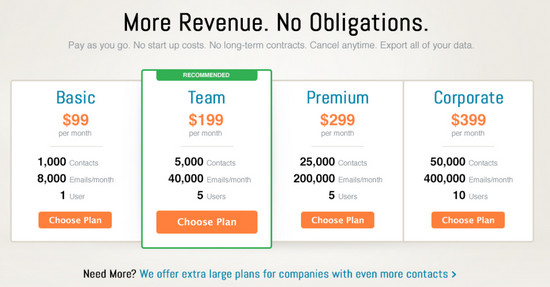 More Revenue. No Obligations.
Pay as you go. No start up costs. No long-term contracts. Cancel anytime. Export all of your data.
Basic
$99
per month
1,000 Contacts
8,000 Emails/month
1 User
Choose Plan
RECOMMENDED
Team
$199
per month
5,000 Contacts
40,000 Emails/month
5 Users
Choose Plan
Premium
$299
per month
25,000 Contacts
200,000 Emails/month
5 Users
Choose Plan
Corporate
$399
per month
50,000 Contacts
400,000 Emails/month
10 Users
Choose Plan
Need More? We offer extra large plans for companies with even more contacts >